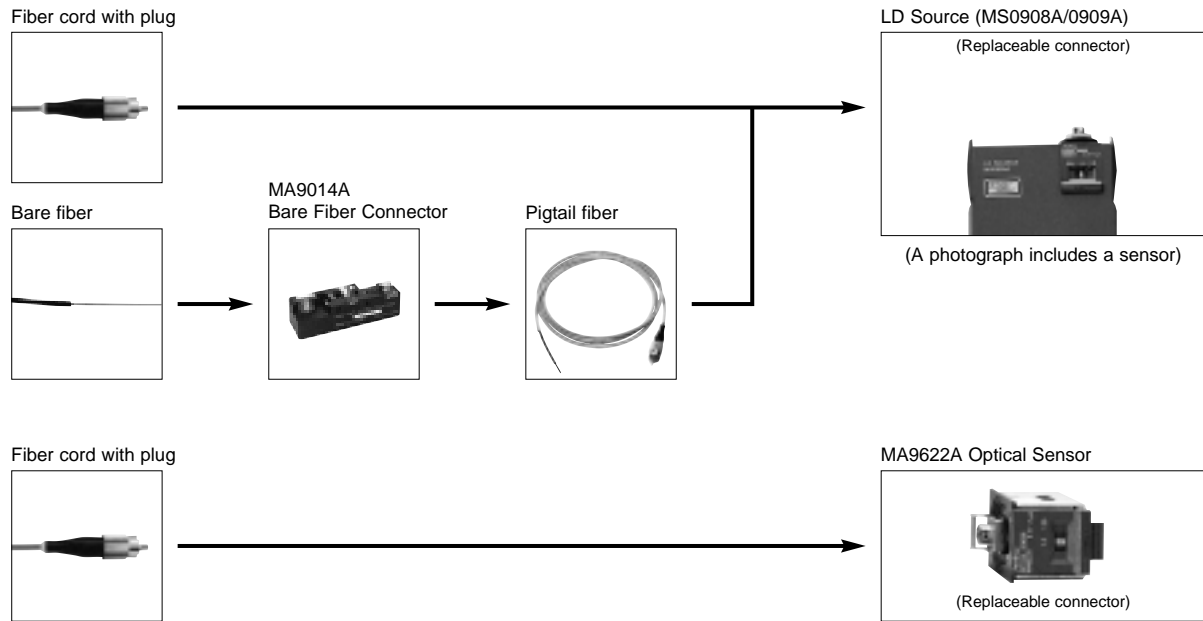 Fiber cord with plug
LD Source (MS0908A/0909A)
(Replaceable connector)
Bare fiber
MA9014A
Bare Fiber Connector
Pigtail fiber
(A photograph includes a sensor)
Fiber cord with plug
MA9622A Optical Sensor
(Replaceable connector)